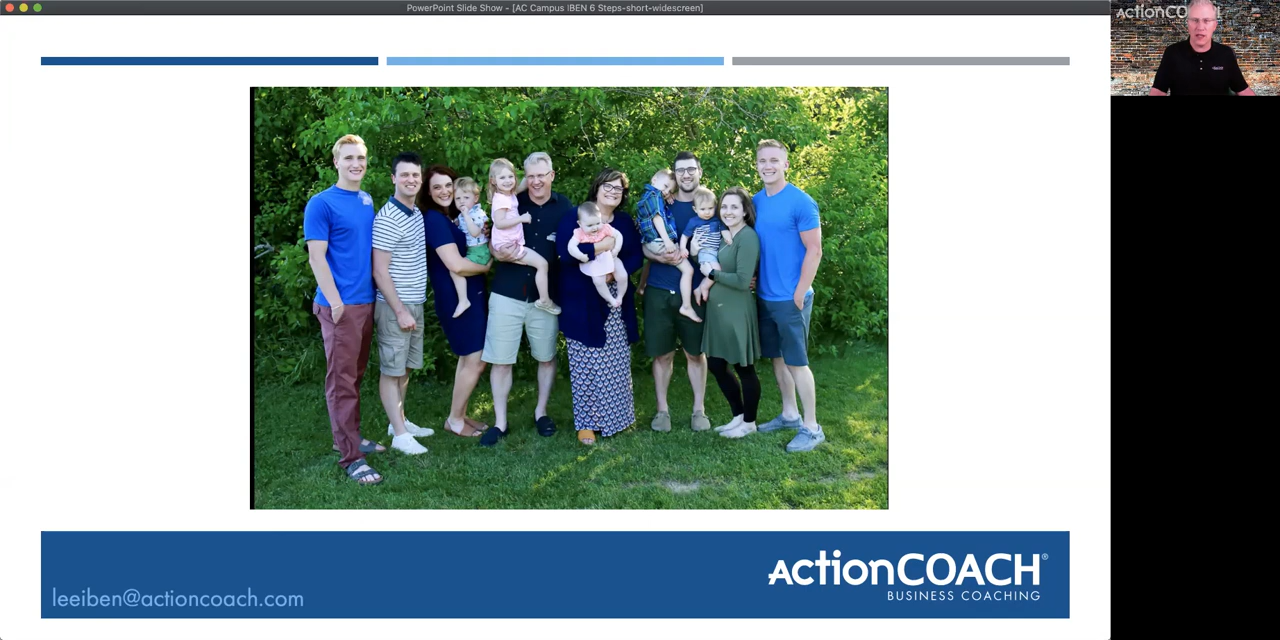 PowerPoint Slide Show - [AC Campus IBEN 6 Steps-short-widescreen]
actionCOACH
leeiben@actioncoach.com
actionCOACH®
BUSINESS COACHING